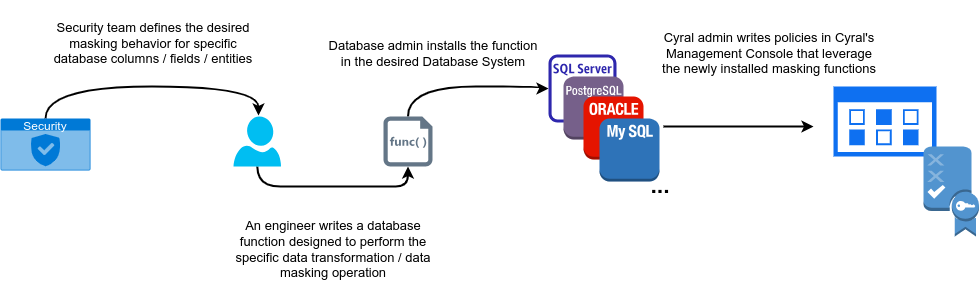 Security team defines the desired
masking behavior for specific
database columns / fields / entities
Security
An engineer writes a database
function designed to perform the
specific data transformation / data
masking operation
func()
Database admin installs the function
in the desired Database System
SQL Server
PostgreSQL
ORACLE
My SQL
...
Cyral admin writes policies in Cyral's
Management Console that leverage
the newly installed masking functions